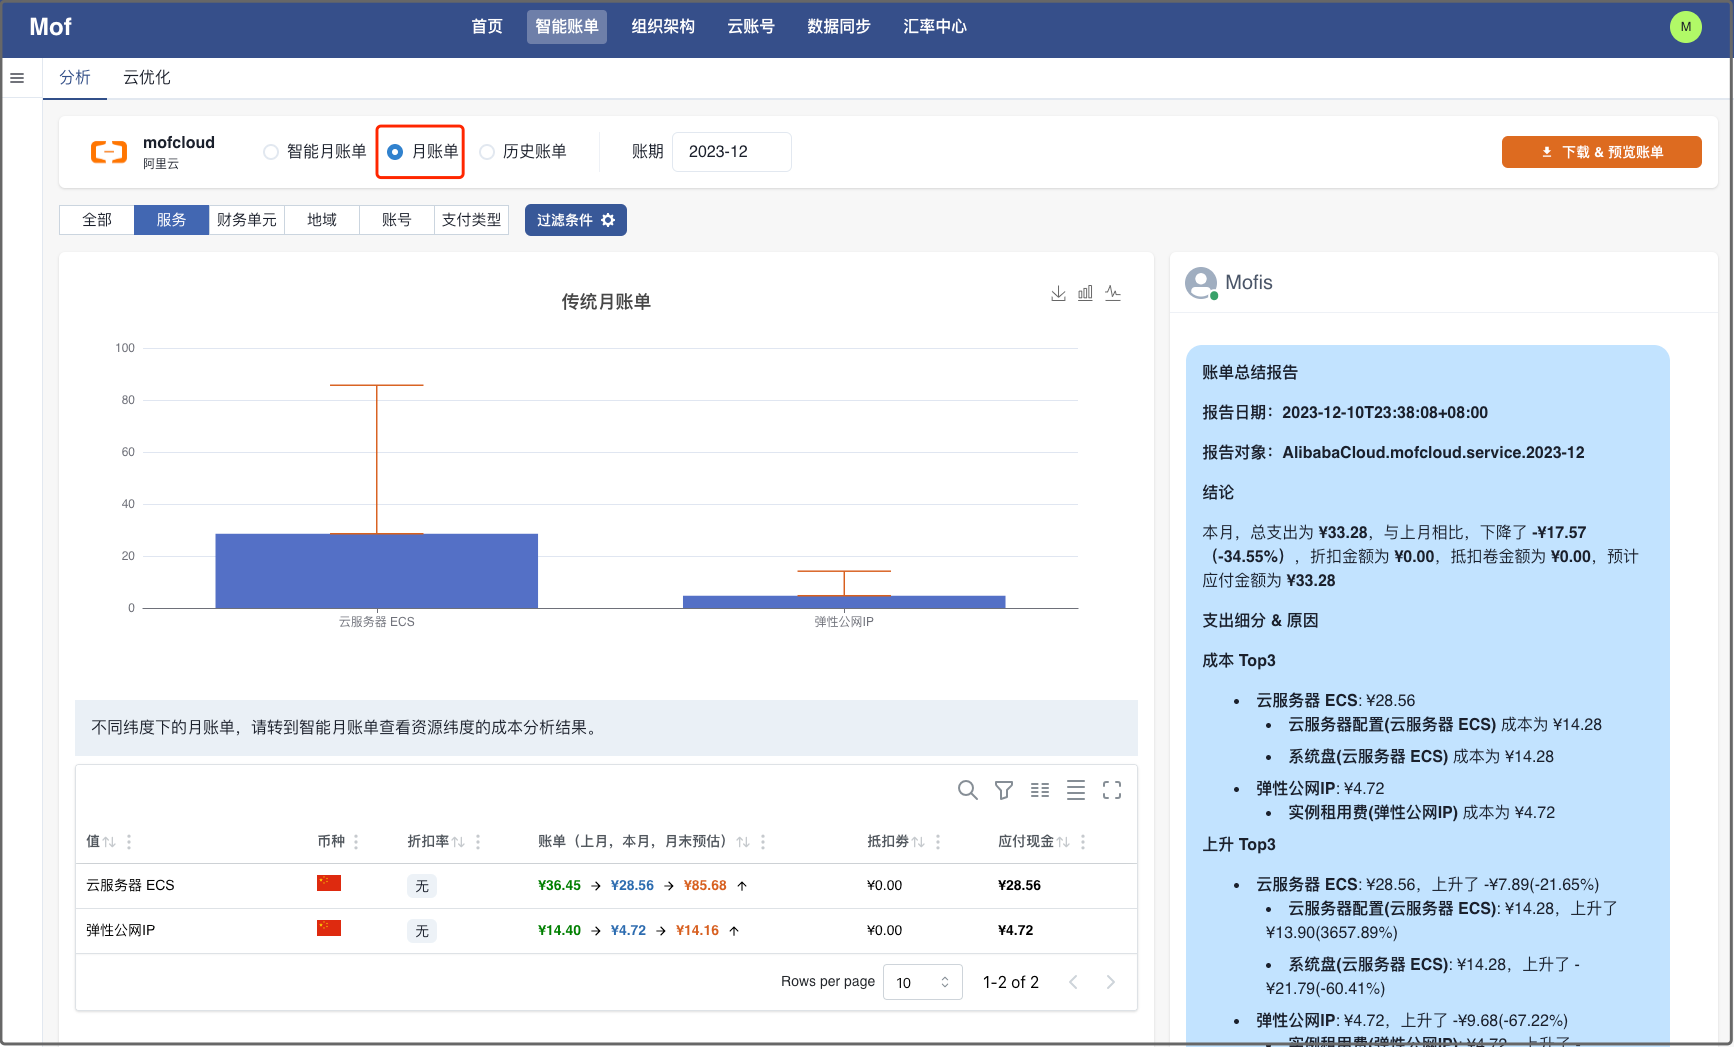 Mof
首页 智能账单 组织架构 云账号 数据同步 汇率中心
M
分析 云优化
mofcloud
阿里云
智能月账单 月账单 历史账单 账期 2023-12
下载 & 预览账单
全部 服务 财务单元 地域 账号 支付类型 过滤条件
传统月账单
100
80
60
40
20
0
云服务器 ECS 弹性公网IP
不同纬度下的月账单，请转到智能月账单查看资源纬度的成本分析结果。
值 币种 折扣率 账单（上月，本月，月末预估） 抵扣劵 应付现金
云服务器 ECS 无 ¥36.45 → ¥28.56 → ¥85.68 ↑ ¥0.00 ¥28.56
弹性公网IP 无 ¥14.40 → ¥4.72 → ¥14.16 ↑ ¥0.00 ¥4.72
Rows per page 10 1-2 of 2
Mofis
账单总结报告
报告日期：2023-12-10T23:38:08+08:00
报告对象：AlibabaCloud.mofcloud.service.2023-12
结论
本月，总支出为 ¥33.28，与上月相比，下降了 -¥17.57
（-34.55%），折扣金额为 ¥0.00，抵扣卷金额为 ¥0.00，预计
应付金额为 ¥33.28
支出细分 & 原因
成本 Top3
• 云服务器 ECS: ¥28.56
• 云服务器配置(云服务器 ECS) 成本为 ¥14.28
• 系统盘(云服务器 ECS) 成本为 ¥14.28
• 弹性公网IP: ¥4.72
• 实例租用费(弹性公网IP) 成本为 ¥4.72
上升 Top3
• 云服务器 ECS: ¥28.56，上升了 -¥7.89(-21.65%)
• 云服务器配置(云服务器 ECS): ¥14.28，上升了
¥13.90(3657.89%)
• 系统盘(云服务器 ECS): ¥14.28，上升了 -
¥21.79(-60.41%)
• 弹性公网IP: ¥4.72，上升了 -¥9.68(-67.22%)
• 实例租用费(弹性公网IP): ¥4.72，上升了 -